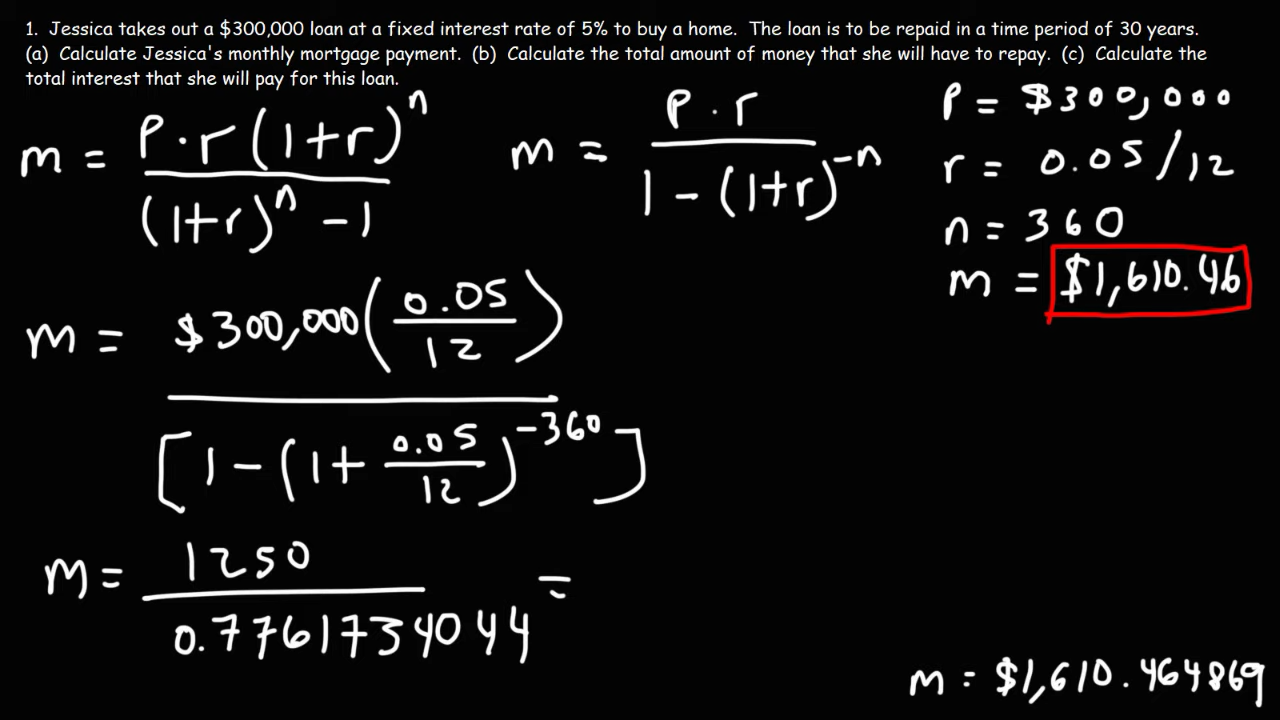 1. Jessica takes out a $300,000 loan at a fixed interest rate of 5% to buy a home. The loan is to be repaid in a time period of 30 years.
(a) Calculate Jessica's monthly mortgage payment. (b) Calculate the total amount of money that she will have to repay. (c) Calculate the
total interest that she will pay for this loan.
m = P · r (1+r)^n / (1+r)^n - 1
m = P · r / 1 - (1+r)^-n
P = $300,000
r = 0.05/12
n = 360
m = $1,610.46
m = $300,000 (0.05/12) / [1 - (1 + 0.05/12)^-360]
m = 1250 / 0.7761734044 =
m = $1,610.464869